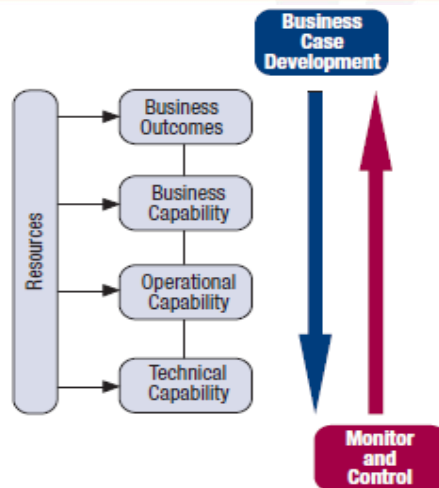 Business
Case
Development
Resources
Business
Outcomes
Business
Capability
Operational
Capability
Technical
Capability
Monitor
and
Control